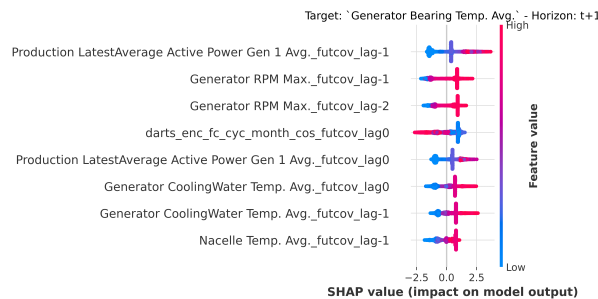 Target: `Generator Bearing Temp. Avg.` - Horizon: t+1
High
Production LatestAverage Active Power Gen 1 Avg._futcov_lag-1
Generator RPM Max._futcov_lag-1
Generator RPM Max._futcov_lag-2
darts_enc_fc_cyc_month_cos_futcov_lag0
Production LatestAverage Active Power Gen 1 Avg._futcov_lag0
Generator CoolingWater Temp. Avg._futcov_lag0
Generator CoolingWater Temp. Avg._futcov_lag-1
Nacelle Temp. Avg._futcov_lag-1
Feature value
Low
−2.5 0.0 2.5
SHAP value (impact on model output)